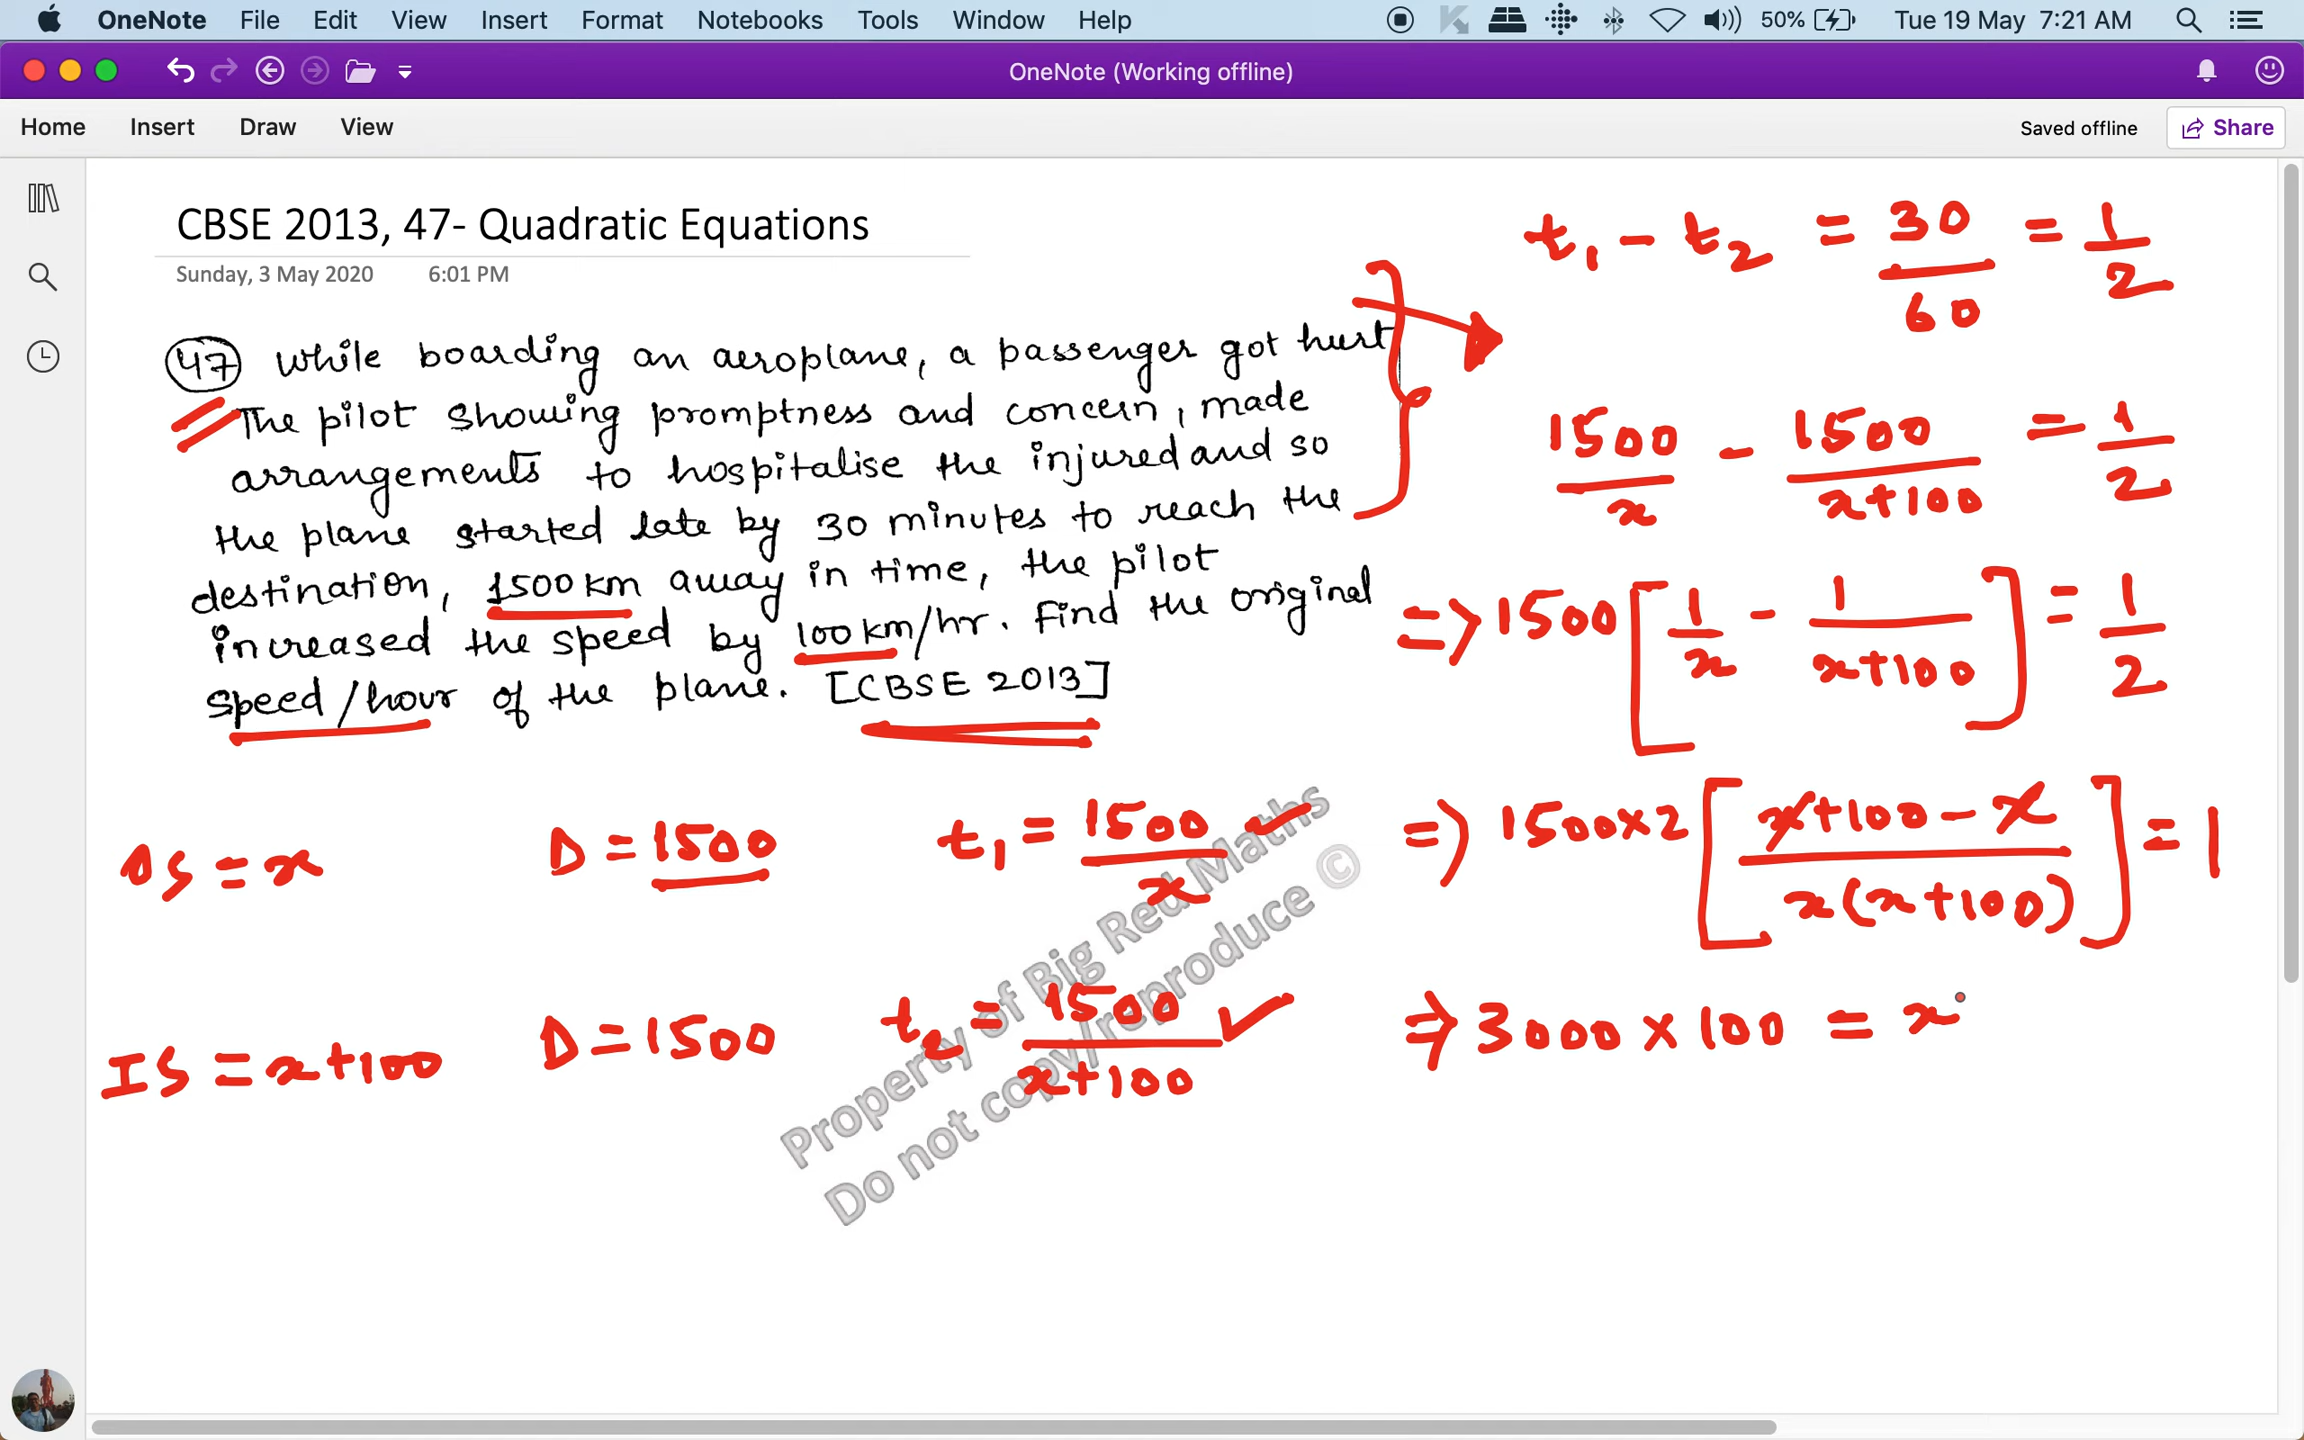 OneNote File Edit View Insert Format Notebooks Tools Window Help 50% Tue 19 May 7:21 AM
OneNote (Working offline)
Home Insert Draw View Saved offline Share
CBSE 2013, 47- Quadratic Equations
Sunday, 3 May 2020 6:01 PM
47 While boarding an aeroplane, a passenger got hurt
The pilot showing promptness and concern, made
arrangements to hospitalise the injured and so
the plane started late by 30 minutes to reach the
destination, 1500 km away in time, the pilot
increased the speed by 100 km/hr. Find the original
speed/hour of the plane. [CBSE 2013]
OS = x D = 1500 t₁ = 1500/x ✓
IS = x+100 D = 1500 t₂ = 1500/(x+100) ✓
t₁ - t₂ = 30/60 = 1/2
1500/x - 1500/(x+100) = 1/2
=> 1500 [1/x - 1/(x+100)] = 1/2
=> 1500×2 [(x+100-x)/(x(x+100))] = 1
=> 3000 × 100 = x
Property of Big Red Maths
Do not copy/reproduce ©